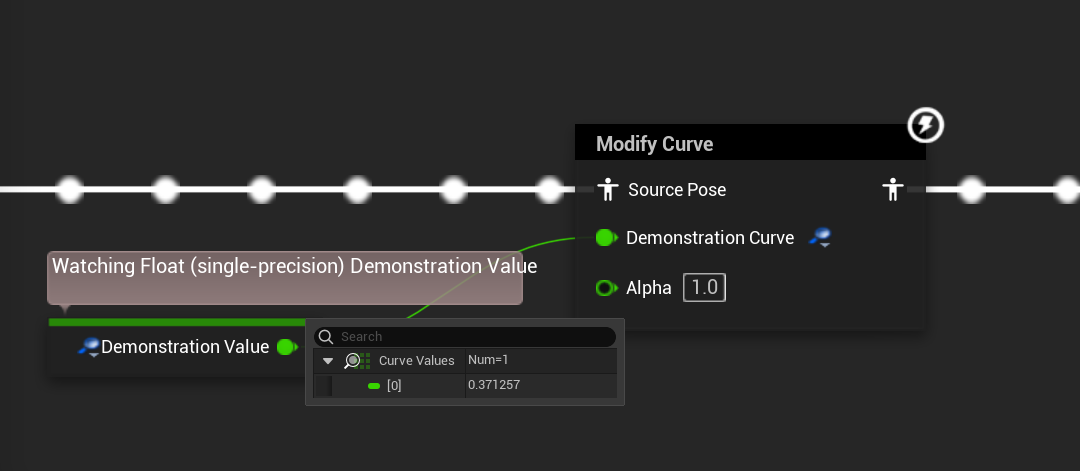 Modify Curve
Source Pose
Demonstration Curve
Alpha 1.0
Watching Float (single-precision) Demonstration Value
Demonstration Value
Search
Curve Values Num=1
[0] 0.371257